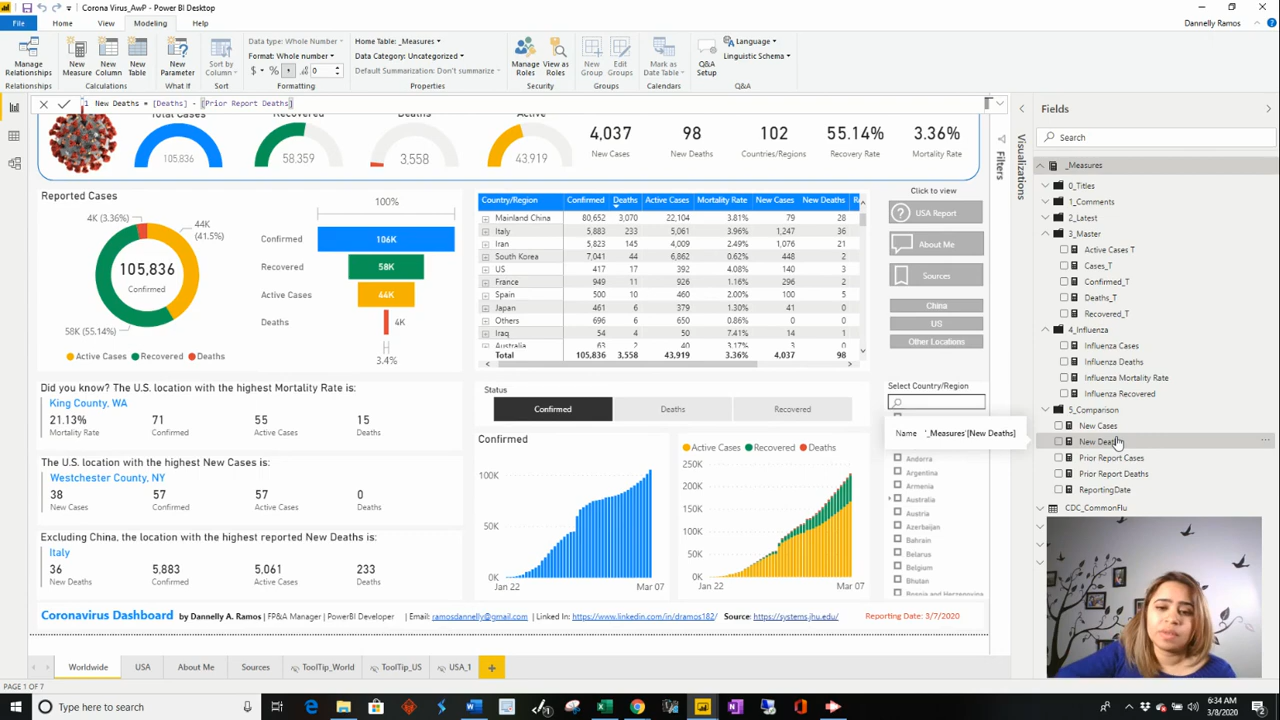 Corona Virus_AwP - Power BI Desktop
Dannelly Ramos
File Home View Modeling Help
Manage Relationships
Relationships
New Measure
New Column
New Table
Calculations
New Parameter
What If
Sort by Column
Sort
Data type: Whole Number
Format: Whole number
$ % , 0
Formatting
Home Table: _Measures
Data Category: Uncategorized
Default Summarization: Don't summarize
Properties
Manage Roles
View as Roles
Security
New Group
Edit Groups
Groups
Mark as Date Table
Calendars
Q&A Setup
Language
Linguistic Schema
Q&A
1 New Deaths = [Deaths] - [Prior Report Deaths]
Total Cases Recovered Deaths Active
105,836 58,359 3,558 43,919
4,037 98 102 55.14% 3.36%
New Cases New Deaths Countries/Regions Recovery Rate Mortality Rate
Reported Cases
4K (3.36%)
44K (41.5%)
105,836
Confirmed
58K (55.14%)
Active Cases Recovered Deaths
100%
Confirmed 106K
Recovered 58K
Active Cases 44K
Deaths 4K
3.4%
Country/Region Confirmed Deaths Active Cases Mortality Rate New Cases New Deaths
Mainland China 80,652 3,070 22,104 3.81% 79 28
Italy 5,883 233 5,061 3.96% 1,247 36
Iran 5,823 145 4,009 2.49% 1,076 21
South Korea 7,041 44 6,862 0.62% 448 2
US 417 17 392 4.08% 140 3
France 949 11 926 1.16% 296 2
Spain 500 10 460 2.00% 100 5
Japan 461 6 379 1.30% 41 0
Others 696 6 650 0.86% 0 0
Iraq 54 4 50 7.41% 14 1
Australia 63 2 40 3.17% 3 0
Total 105,836 3,558 43,919 3.36% 4,037 98
Click to view
USA Report
About Me
Sources
China
US
Other Locations
Did you know? The U.S. location with the highest Mortality Rate is:
King County, WA
21.13% 71 55 15
Mortality Rate Confirmed Active Cases Deaths
The U.S. location with the highest New Cases is:
Westchester County, NY
38 57 57 0
New Cases Confirmed Active Cases Deaths
Excluding China, the location with the highest reported New Deaths is:
Italy
36 5,883 5,061 233
New Deaths Confirmed Active Cases Deaths
Status
Confirmed Deaths Recovered
Confirmed
100K
50K
0K
Jan 22 Mar 07
Active Cases Recovered Deaths
250K
200K
150K
100K
50K
0K
Jan 22 Mar 07
Select Country/Region
Name '_Measures'[New Deaths]
Andorra
Argentina
Armenia
Australia
Austria
Azerbaijan
Bahrain
Belarus
Belgium
Bhutan
Bosnia and Herzegovina
Coronavirus Dashboard by Dannelly A. Ramos | FP&A Manager | PowerBI Developer | Email: ramosdannelly@gmail.com | Linked In: https://www.linkedin.com/in/dramos182/ Source: https://systems.jhu.edu/ Reporting Date: 3/7/2020
Filters
Visualizations
Fields
Search
_Measures
0_Titles
1_Comments
2_Latest
3_Master
Active Cases T
Cases_T
Confirmed_T
Deaths_T
Recovered_T
4_Influenza
Influenza Cases
Influenza Deaths
Influenza Mortality Rate
Influenza Recovered
5_Comparison
New Cases
New Deaths
Prior Report Cases
Prior Report Deaths
ReportingDate
CDC_CommonFlu
Worldwide USA About Me Sources ToolTip_World ToolTip_US USA_1
PAGE 1 OF 7
Type here to search
6:34 AM
3/8/2020